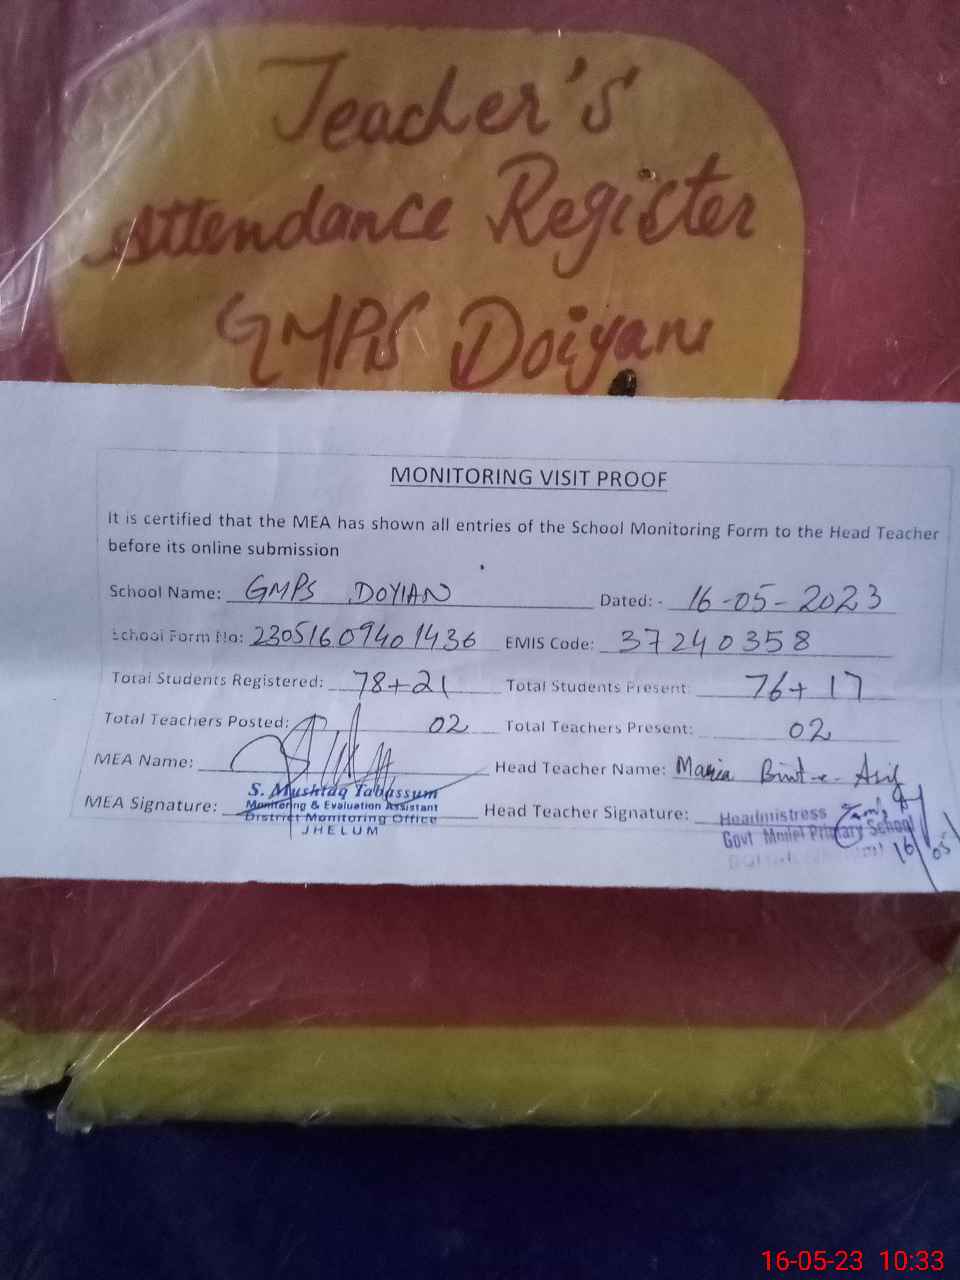 Teacher's
Attendance Register
GMPS Doiyan
MONITORING VISIT PROOF
It is certified that the MEA has shown all entries of the School Monitoring Form to the Head Teacher
before its online submission
School Name: GMPS DOYIAN Dated: - 16-05-2023
School Form No: 23051609401436 EMIS Code: 37240358
Total Students Registered: 78+21 Total Students Present: 76+17
Total Teachers Posted: 02 Total Teachers Present: 02
MEA Name: Head Teacher Name: Maria Bint-e-Asif
S. Mushtaq Tabassum
Monitoring & Evaluation Assistant
District Monitoring Office
JHELUM
MEA Signature: Head Teacher Signature:
Headmistress
Govt Model Primary School
16/05
16-05-23 10:33